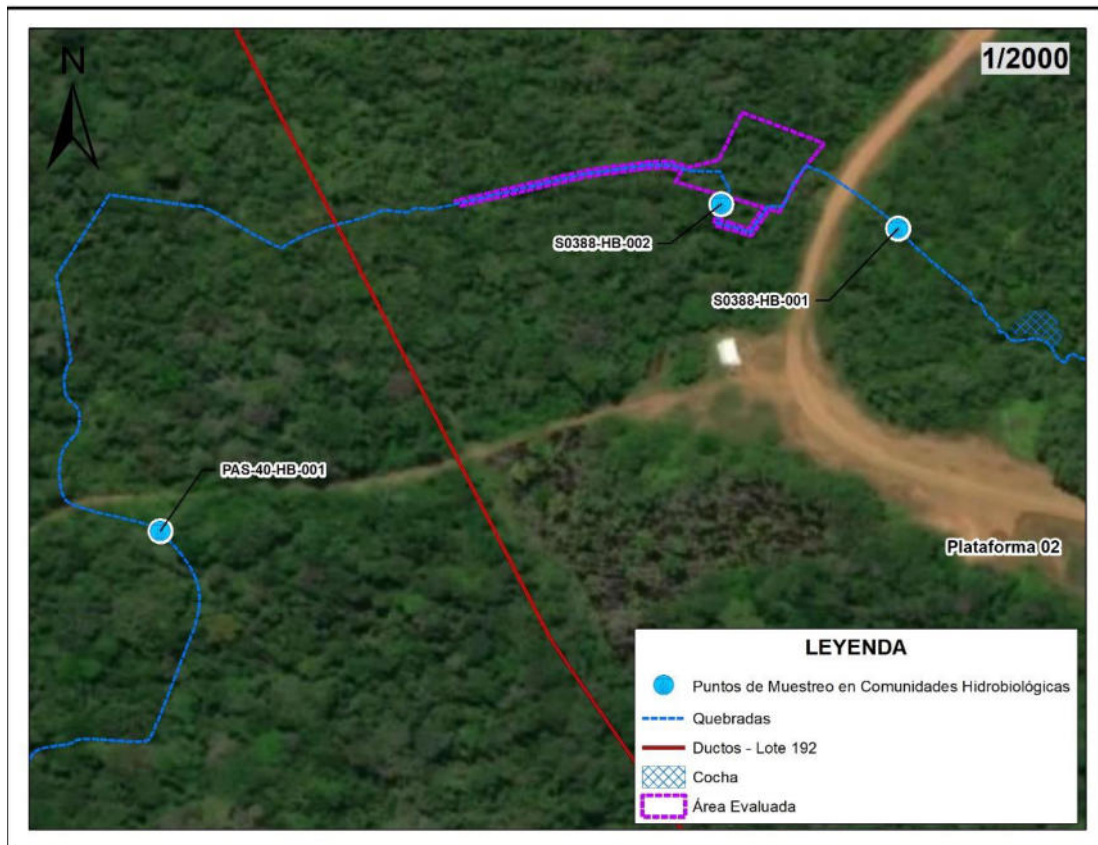 N
1/2000
S0388-HB-002
S0388-HB-001
PAS-40-HB-001
Plataforma 02
LEYENDA
Puntos de Muestreo en Comunidades Hidrobiológicas
Quebradas
Ductos - Lote 192
Cocha
Área Evaluada